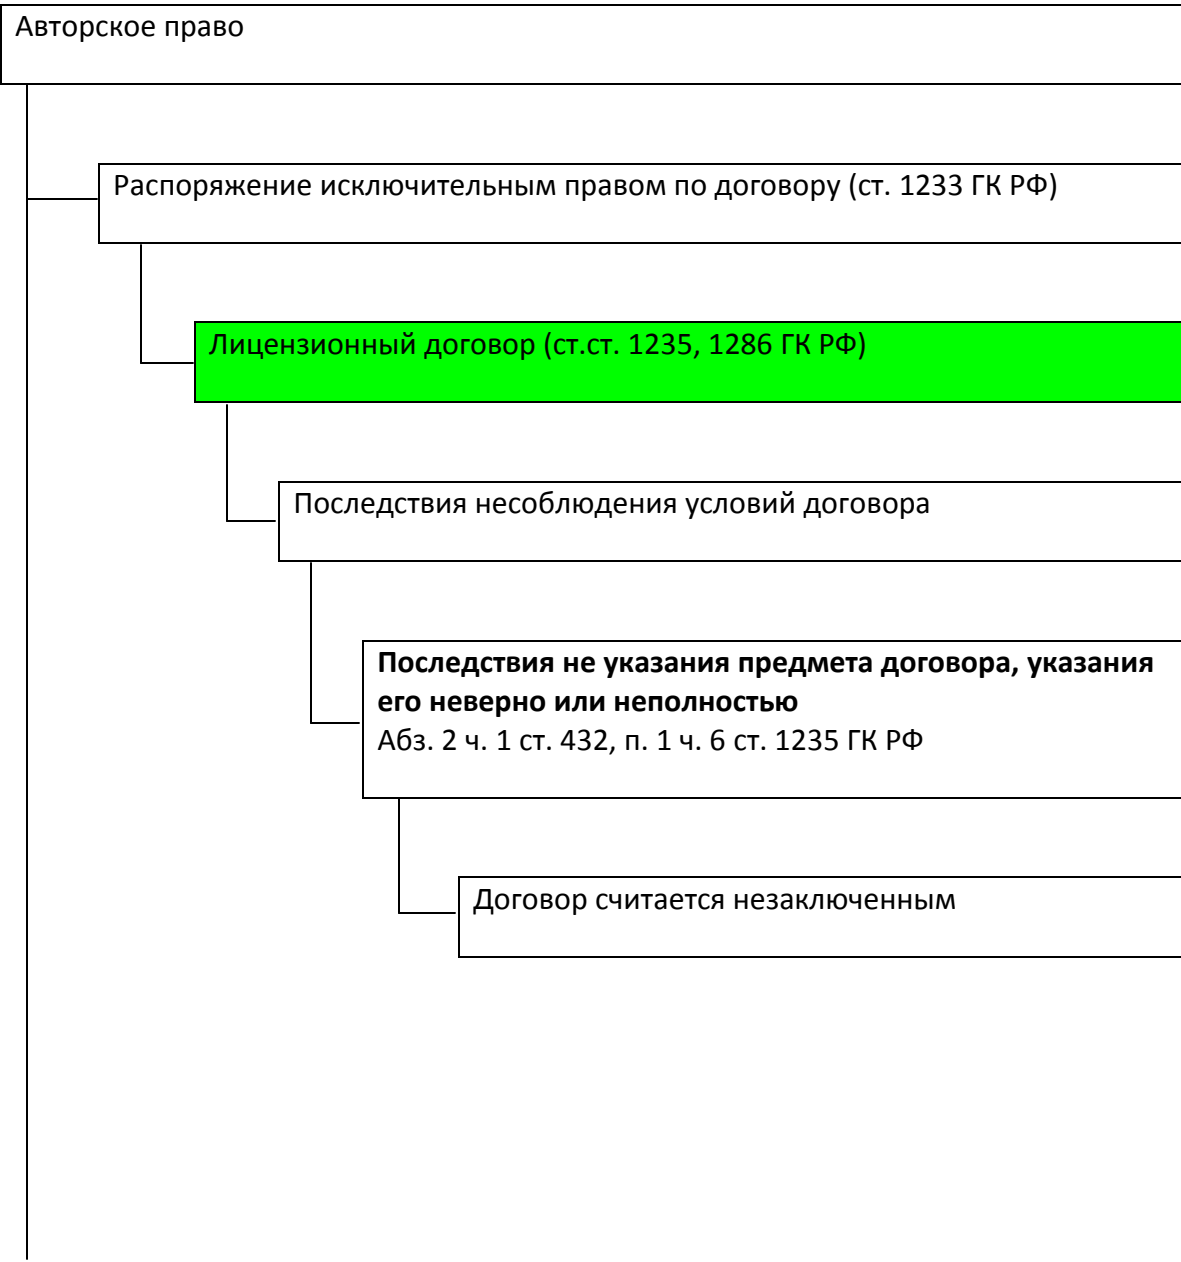 Авторское право
Распоряжение исключительным правом по договору (ст. 1233 ГК РФ)
Лицензионный договор (ст.ст. 1235, 1286 ГК РФ)
Последствия несоблюдения условий договора
Последствия не указания предмета договора, указания
его неверно или неполностью
Абз. 2 ч. 1 ст. 432, п. 1 ч. 6 ст. 1235 ГК РФ
Договор считается незаключенным